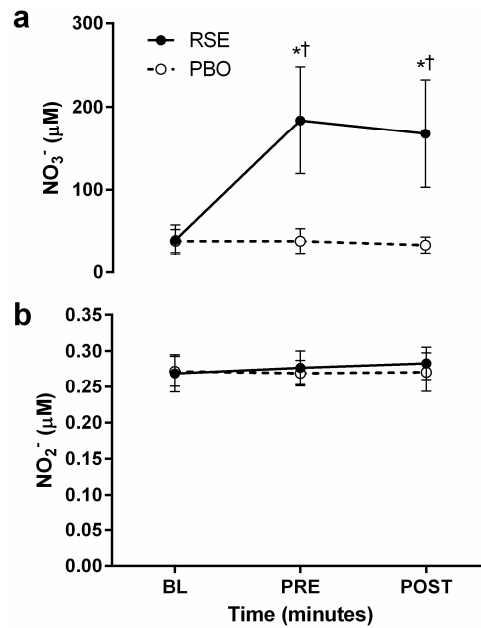 a
RSE
PBO
*† *†
NO₃⁻ (μM)
300
200
100
0
b
NO₂⁻ (μM)
0.35
0.30
0.25
0.20
0.15
0.10
0.05
0.00
BL PRE POST
Time (minutes)